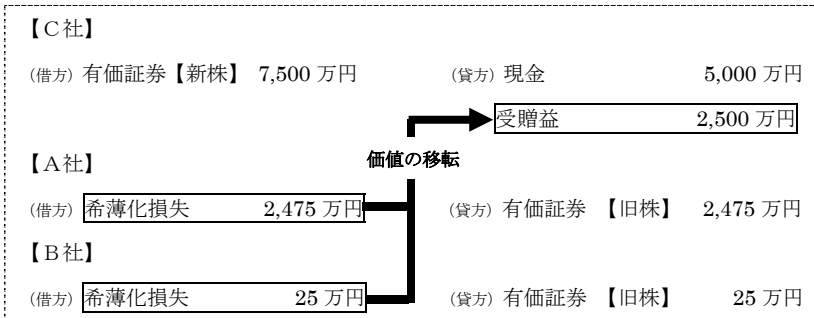 【C社】
(借方) 有価証券【新株】 7,500 万円 (貸方) 現金 5,000 万円
受贈益 2,500 万円
価値の移転
【A社】
(借方) 希薄化損失 2,475 万円 (貸方) 有価証券 【旧株】 2,475 万円
【B社】
(借方) 希薄化損失 25 万円 (貸方) 有価証券 【旧株】 25 万円